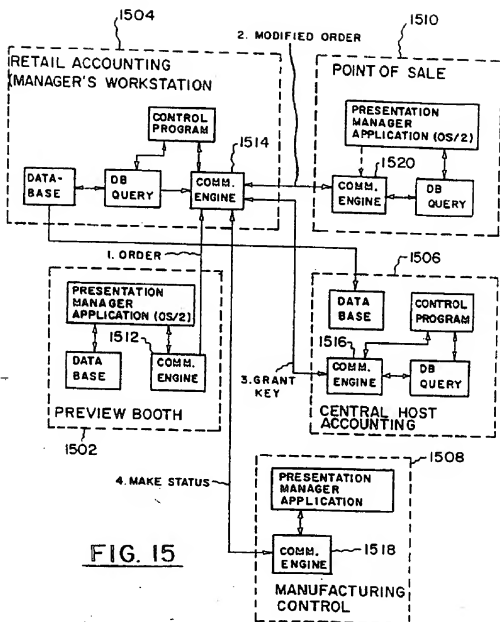 1504
2. MODIFIED ORDER
1510
RETAIL ACCOUNTING
(MANAGER'S WORKSTATION
CONTROL
PROGRAM
1514
DATA-
BASE
DB
QUERY
COMM.
ENGINE
POINT OF SALE
PRESENTATION
MANAGER
APPLICATION (OS/2)
1520
COMM.
ENGINE
DB
QUERY
1. ORDER
1506
PRESENTATION
MANAGER
APPLICATION (OS/2)
1512
DATA
BASE
COMM.
ENGINE
PREVIEW BOOTH
1502
DATA
BASE
CONTROL
PROGRAM
1516
COMM.
ENGINE
DB
QUERY
CENTRAL HOST
ACCOUNTING
3. GRANT
KEY
4. MAKE STATUS
1508
PRESENTATION
MANAGER
APPLICATION
COMM.
ENGINE
1518
MANUFACTURING
CONTROL
FIG. 15